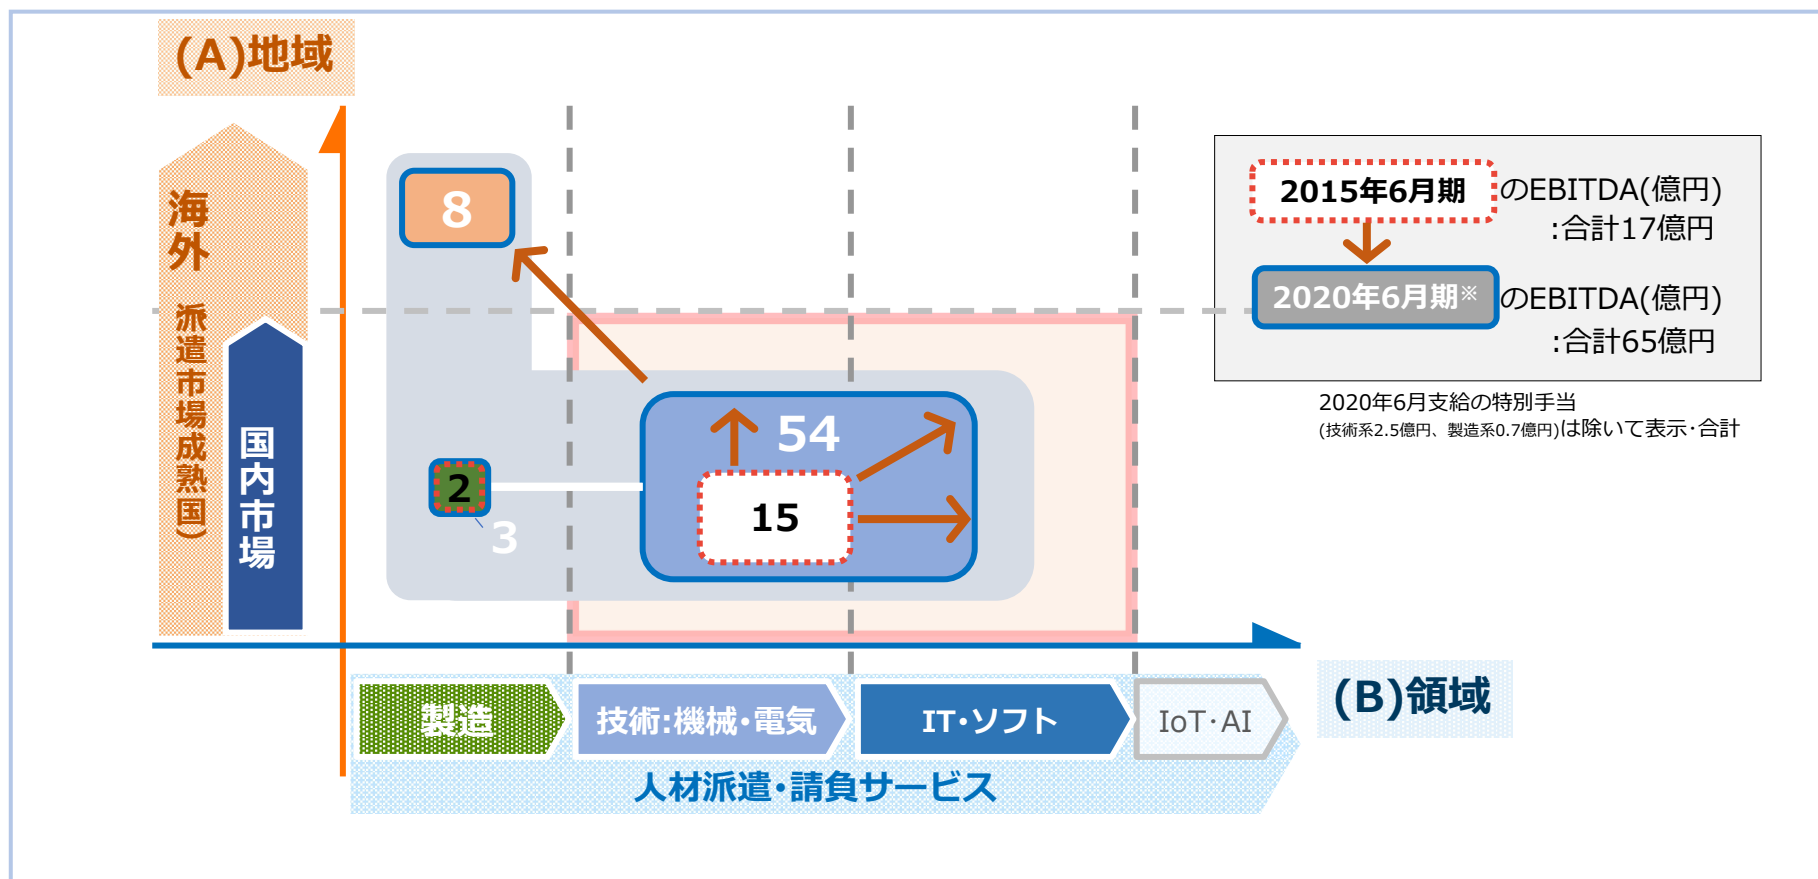 (A)地域
海外
派遣市場成熟国)
国内市場
8
54
2
15
3
2015年6月期 のEBITDA(億円)
:合計17億円
2020年6月期※ のEBITDA(億円)
:合計65億円
2020年6月支給の特別手当
(技術系2.5億円、製造系0.7億円)は除いて表示・合計
製造
技術:機械・電気
IT・ソフト
IoT・AI
(B)領域
人材派遣・請負サービス